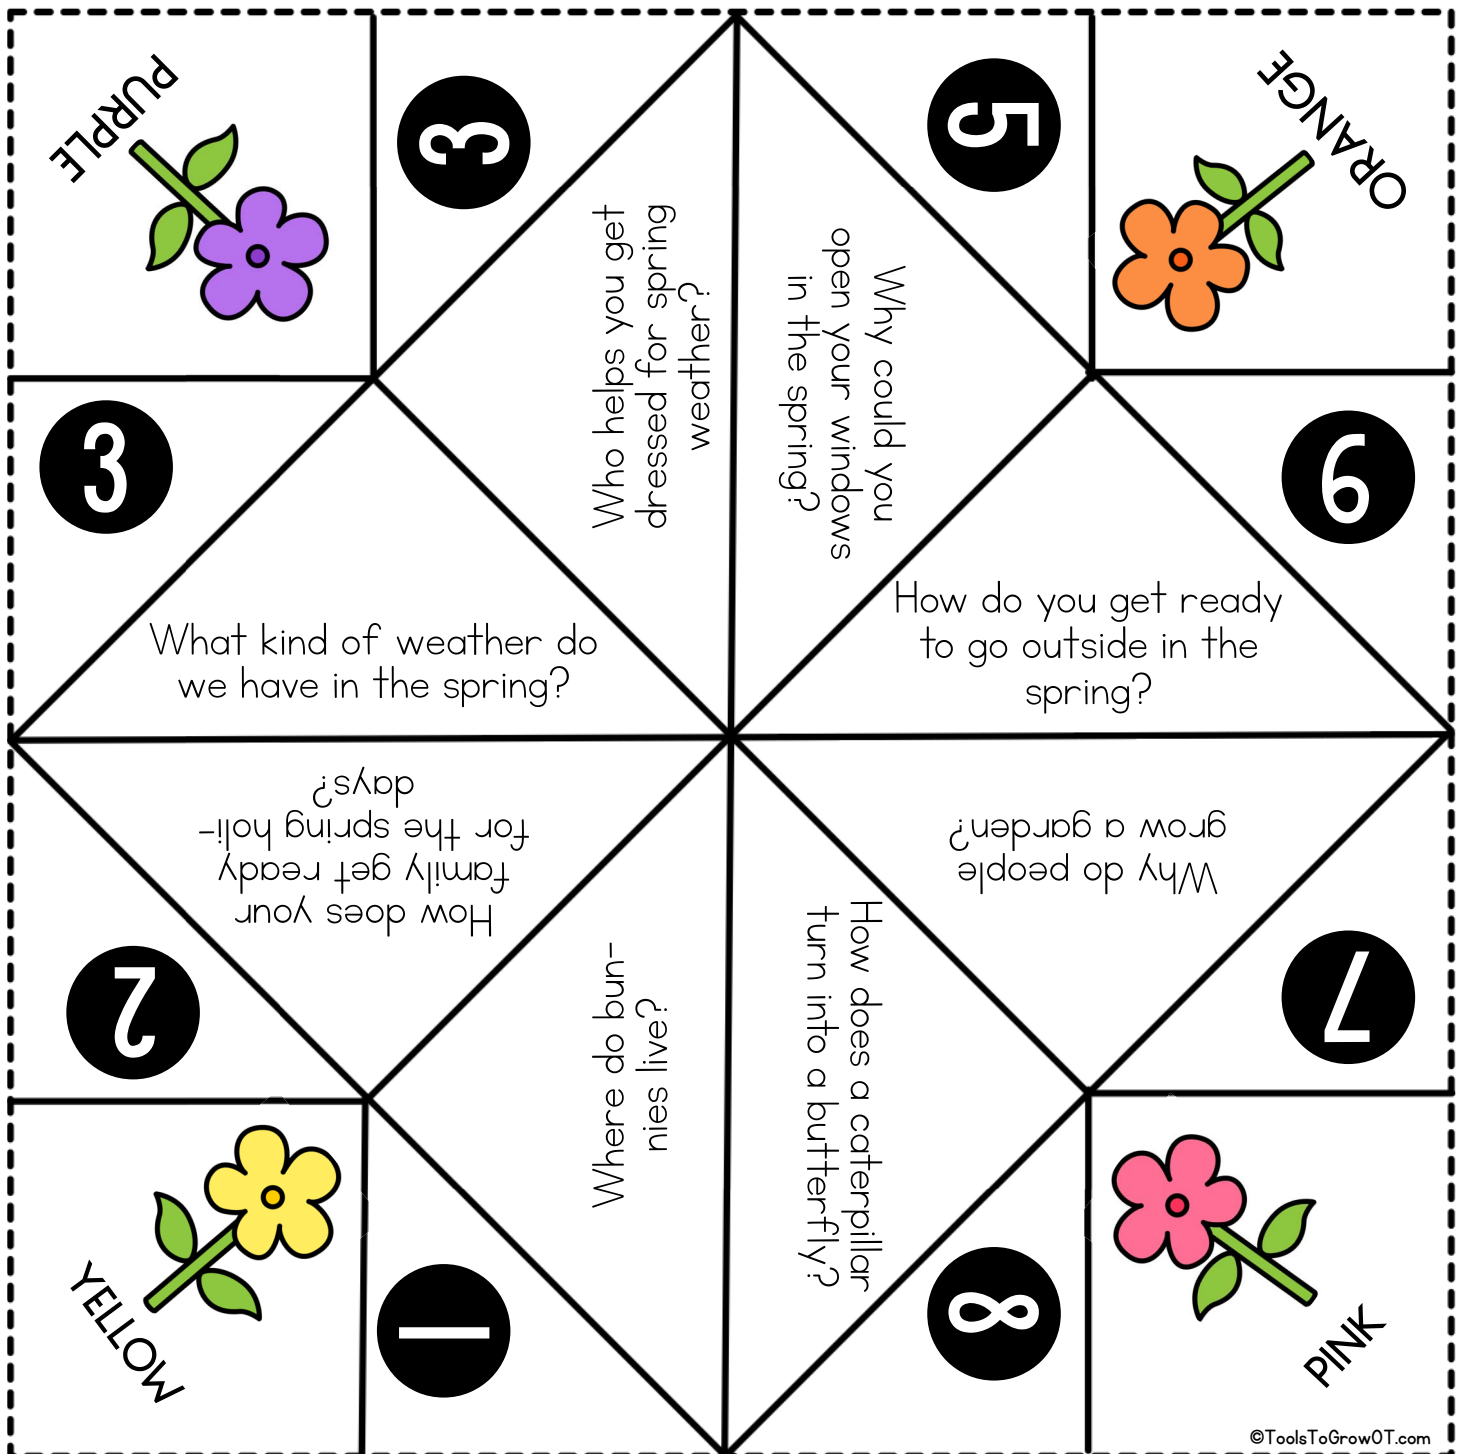 PURPLE
3
5
ORANGE
Who helps you get
dressed for spring
weather?
Why could you
open your windows
in the spring?
3
6
What kind of weather do
we have in the spring?
How do you get ready
to go outside in the
spring?
How does your
family get ready
for the spring holi-
days?
Why do people
grow a garden?
2
7
Where do bun-
nies live?
How does a caterpillar
turn into a butterfly?
YELLOW
1
8
PINK
©ToolsToGrowOT.com